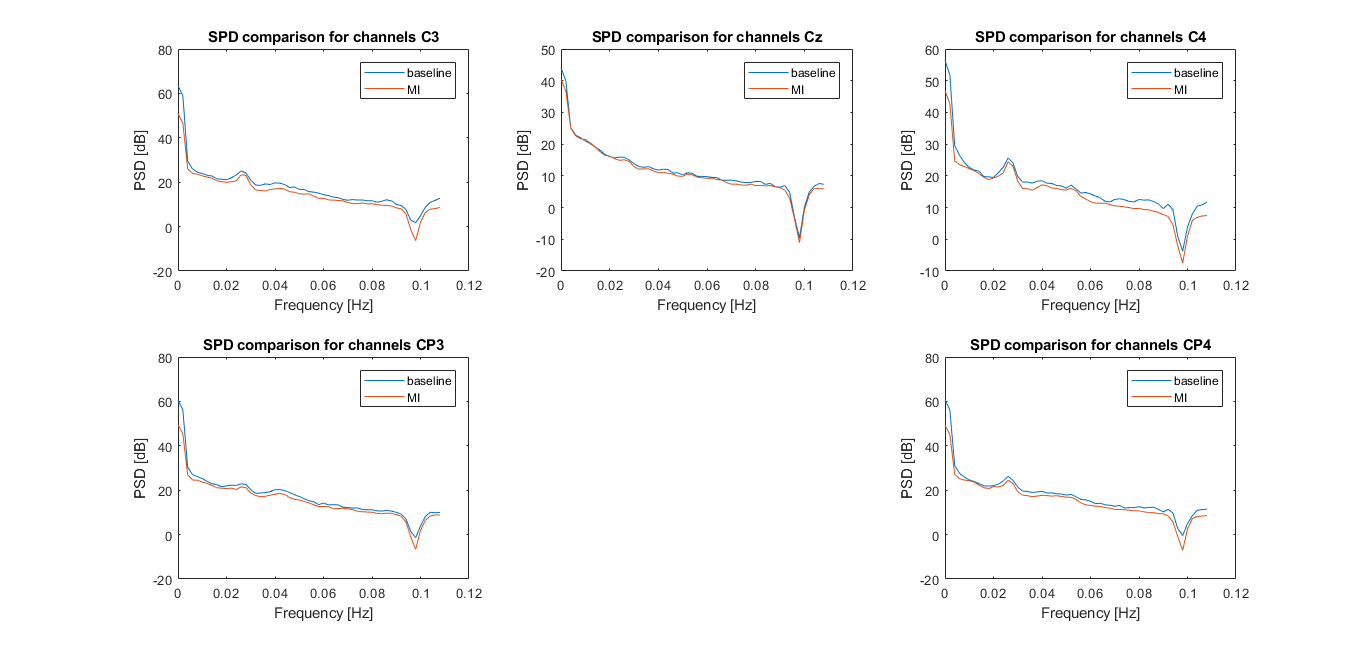 SPD comparison for channels C3
80
60
40
20
0
-20
PSD [dB]
baseline
MI
0 0.02 0.04 0.06 0.08 0.1 0.12
Frequency [Hz]
SPD comparison for channels Cz
50
40
30
20
10
0
-10
-20
PSD [dB]
baseline
MI
0 0.02 0.04 0.06 0.08 0.1 0.12
Frequency [Hz]
SPD comparison for channels C4
60
50
40
30
20
10
0
-10
PSD [dB]
baseline
MI
0 0.02 0.04 0.06 0.08 0.1 0.12
Frequency [Hz]
SPD comparison for channels CP3
80
60
40
20
0
-20
PSD [dB]
baseline
MI
0 0.02 0.04 0.06 0.08 0.1 0.12
Frequency [Hz]
SPD comparison for channels CP4
80
60
40
20
0
-20
PSD [dB]
baseline
MI
0 0.02 0.04 0.06 0.08 0.1 0.12
Frequency [Hz]